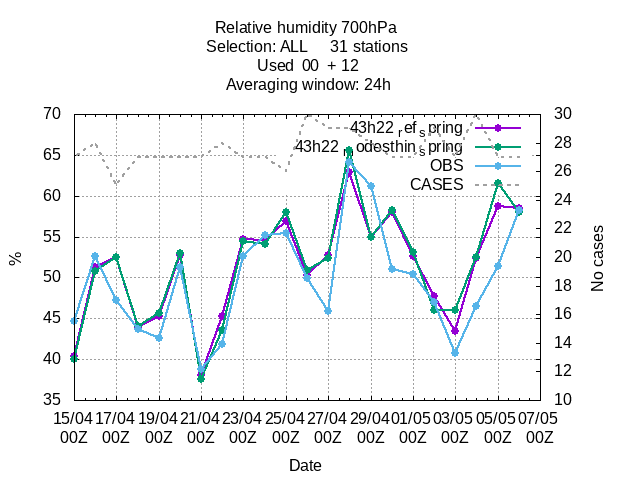 Relative humidity 700hPa
Selection: ALL 31 stations
Used 00 + 12
Averaging window: 24h
70 30
43h22 ref spring
28
43h22 spring
65
OBS 26
CASES
60 24
22
55
% No cases
20
50
18
45 16
14
40
12
35 10
15/04 17/04 19/04 21/04 23/04 25/04 27/04 29/04 01/05 03/05 05/05 07/05
00Z 00Z 00Z 00Z 00Z 00Z 00Z 00Z 00Z 00Z 00Z 00Z
Date